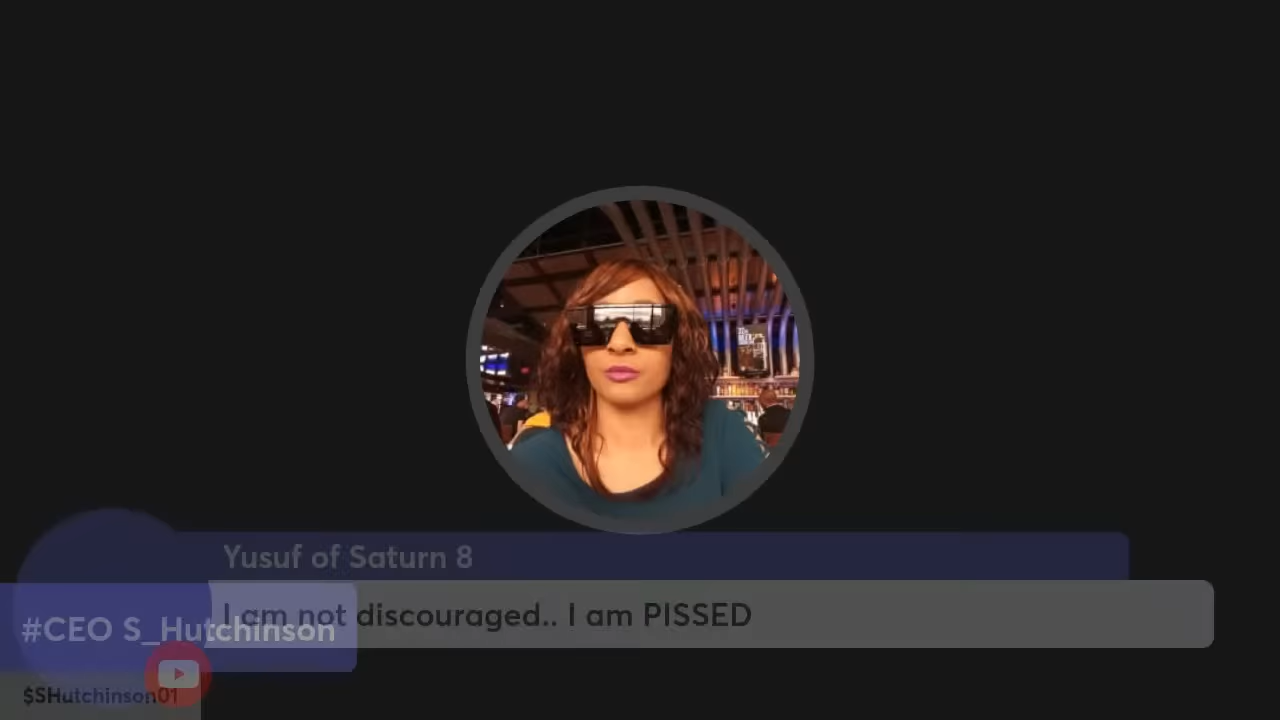 Yusuf of Saturn 8
I am not discouraged.. I am PISSED
#CEO S_Hutchinson
$SHutchinson01